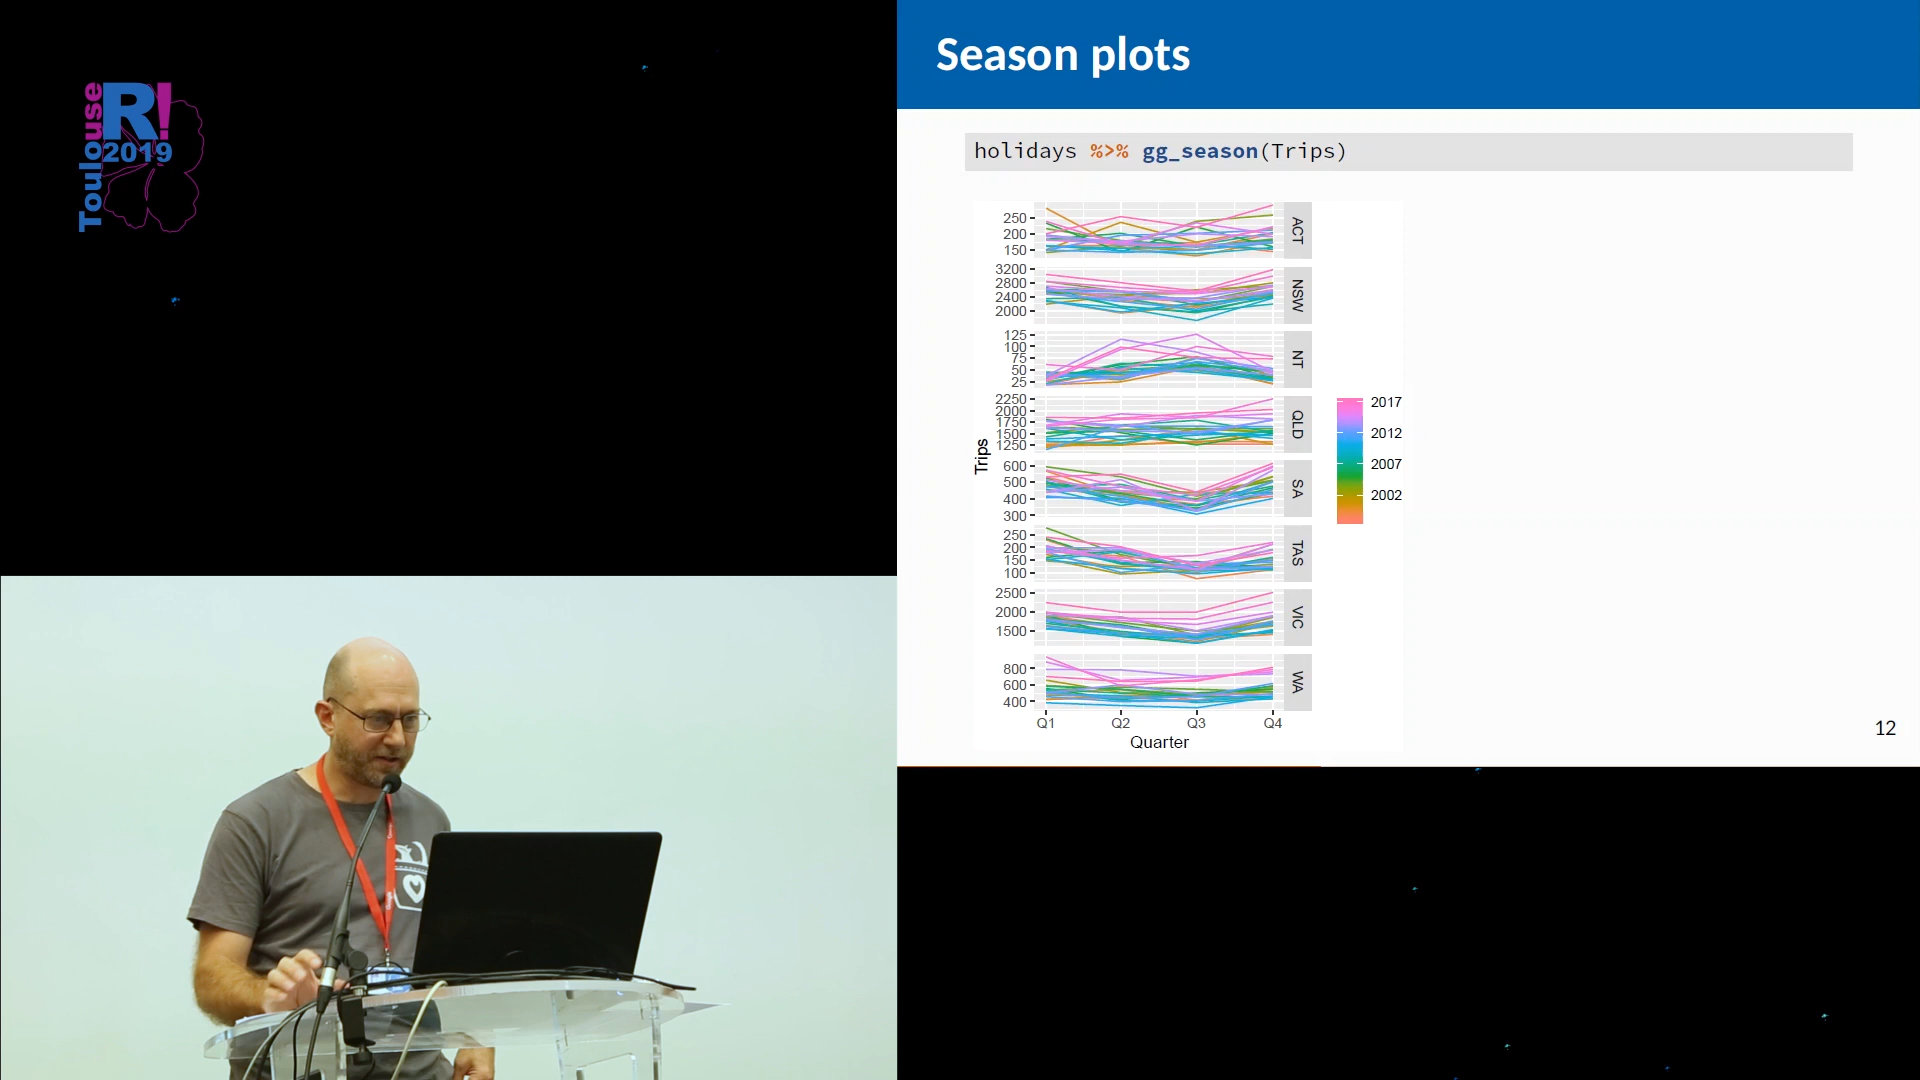 Toulouse
R!
2019
Season plots
holidays %>% gg_season(Trips)
250
200
150
ACT
3200
2800
2400
2000
NSW
125
100
75
50
25
NT
2250
2000
1750
1500
1250
QLD
600
500
400
300
SA
250
200
150
100
TAS
2500
2000
1500
VIC
800
600
400
WA
Trips
Q1 Q2 Q3 Q4
Quarter
2017
2012
2007
2002
12